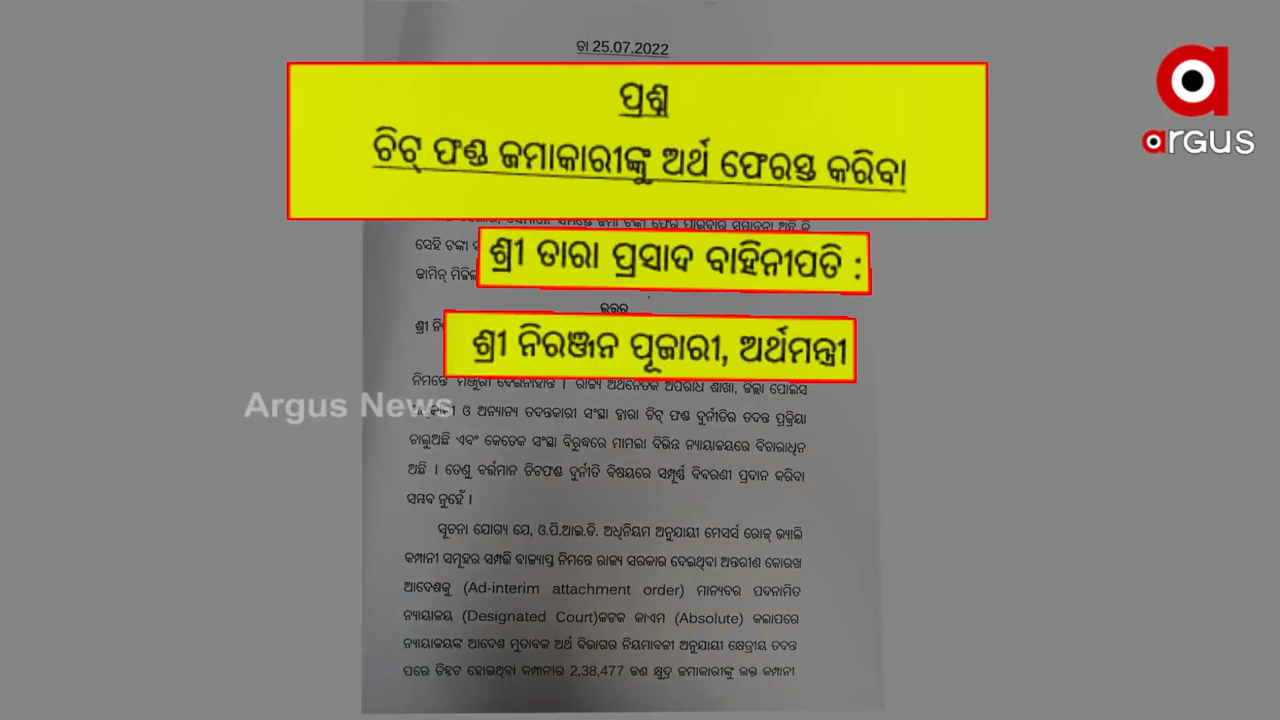 ତା 25.07.2022
ପ୍ରଶ୍ନ
ଚିଟ୍ ଫଣ୍ଡ ଜମାକାରୀଙ୍କୁ ଅର୍ଥ ଫେରସ୍ତ କରିବା
argus
ସେହି ଟଙ୍କା
ଶ୍ରୀ ତାରା ପ୍ରସାଦ ବାହିନୀପତି :
ଜାମିନ୍
ଉତ୍ତର
ଶ୍ରୀ
ଶ୍ରୀ ନିରଞ୍ଜନ ପୂଜାରୀ, ଅର୍ଥମନ୍ତ୍ରୀ
ନିମନ୍ତେ ମଞ୍ଜୁରୀ ଦେଇନାହାନ୍ତି । ରାଜ୍ୟ ଅର୍ଥନୈତିକ ଅପରାଧ ଶାଖା, ଜିଲ୍ଲା ପୋଲିସ
Argus News
ଓ ଅନ୍ୟାନ୍ୟ ତଦନ୍ତକାରୀ ସଂସ୍ଥା ଦ୍ୱାରା ଚିଟ୍ ଫଣ୍ଡ ଦୁର୍ନୀତିର ତଦନ୍ତ ପ୍ରକ୍ରିୟା
ଚାଲୁଅଛି ଏବଂ କେତେକ ସଂସ୍ଥା ବିରୁଦ୍ଧରେ ମାମଲା ବିଭିନ୍ନ ନ୍ୟାୟାଳୟରେ ବିଚାରାଧିନ
ଅଛି । ତେଣୁ ବର୍ତ୍ତମାନ ଚିଟଫଣ୍ଡ ଦୁର୍ନୀତି ବିଷୟରେ ସମ୍ପୂର୍ଣ୍ଣ ବିବରଣୀ ପ୍ରଦାନ କରିବା
ସମ୍ଭବ ନୁହେଁ ।
ସୂଚନା ଯୋଗ୍ୟ ଯେ, ଓ.ପି.ଆଇ.ଡି. ଅଧିନିୟମ ଅନୁଯାୟୀ ମେସର୍ସ ରୋଜ୍ ଭ୍ୟାଲି
କମ୍ପାନୀ ସମୂହର ସମ୍ପତ୍ତି ବାଜ୍ୟାପ୍ତ ନିମନ୍ତେ ରାଜ୍ୟ ସରକାର ଦେଇଥିବା ଅନ୍ତରୀଣ କୋରଖ
ଆଦେଶକୁ (Ad-interim attachment order) ମାନ୍ୟବର ପଦନାମିତ
ନ୍ୟାୟାଳୟ (Designated Court)କଟକ କାଏମ (Absolute) କଲାପରେ
ନ୍ୟାୟାଳୟଙ୍କ ଆଦେଶ ମୁତାବକ ଅର୍ଥ ବିଭାଗର ନିୟମାବଳୀ ଅନୁଯାୟୀ କ୍ଷେତ୍ରୀୟ ତଦନ୍ତ
ପରେ ଚିହ୍ନଟ ହୋଇଥିବା କମ୍ପାନୀର 2,38,477 ଜଣ କ୍ଷୁଦ୍ର ଜମାକାରୀଙ୍କୁ ଉକ୍ତ କମ୍ପାନୀ